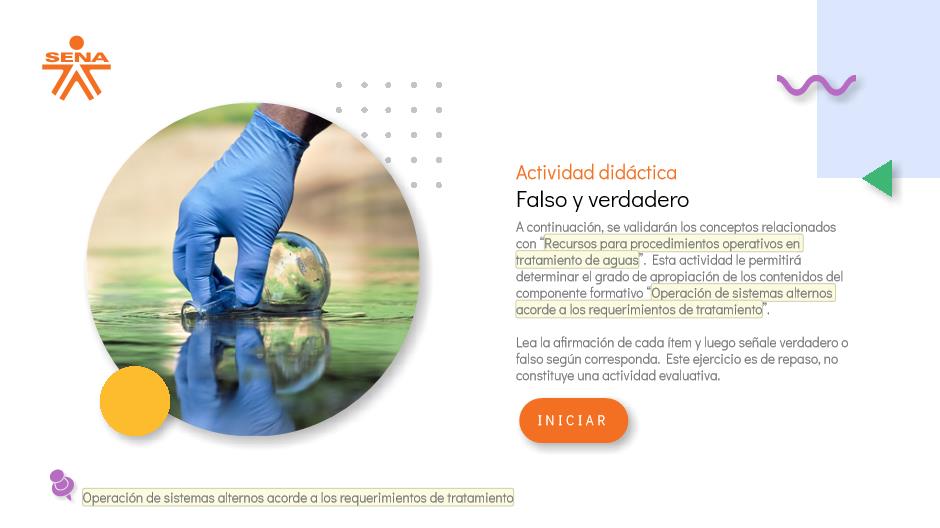 SENA
Actividad didáctica
Falso y verdadero
A continuación, se validarán los conceptos relacionados
con “Recursos para procedimientos operativos en
tratamiento de aguas”. Esta actividad le permitirá
determinar el grado de apropiación de los contenidos del
componente formativo “Operación de sistemas alternos
acorde a los requerimientos de tratamiento”.
Lea la afirmación de cada ítem y luego señale verdadero o
falso según corresponda. Este ejercicio es de repaso, no
constituye una actividad evaluativa.
INICIAR
Operación de sistemas alternos acorde a los requerimientos de tratamiento